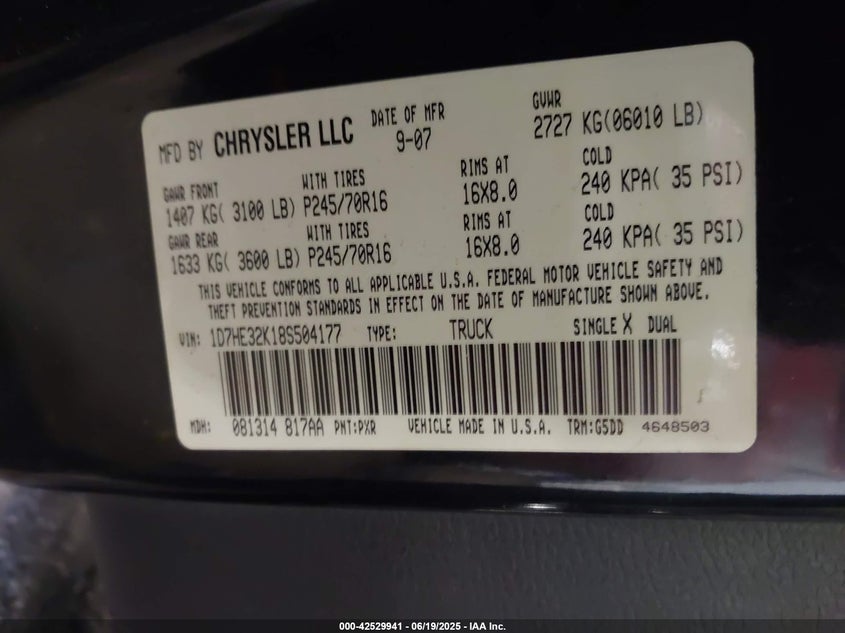 MFD BY CHRYSLER LLC DATE OF MFR 9-07 GVWR 2727 KG(06010 LB)
GAWR FRONT WITH TIRES RIMS AT COLD
1407 KG( 3100 LB) P245/70R16 16X8.0 240 KPA( 35 PSI)
GAWR REAR WITH TIRES RIMS AT COLD
1633 KG( 3600 LB) P245/70R16 16X8.0 240 KPA( 35 PSI)
THIS VEHICLE CONFORMS TO ALL APPLICABLE U.S.A. FEDERAL MOTOR VEHICLE SAFETY AND
THEFT PREVENTION STANDARDS IN EFFECT ON THE DATE OF MANUFACTURE SHOWN ABOVE.
VIN: 1D7HE32K18S504177 TYPE: TRUCK SINGLE X DUAL
MDH: 081314 817AA PNT:PXR VEHICLE MADE IN U.S.A. TRM:G5DD 4648503
000-42529941 - 06/19/2025 - IAA Inc.